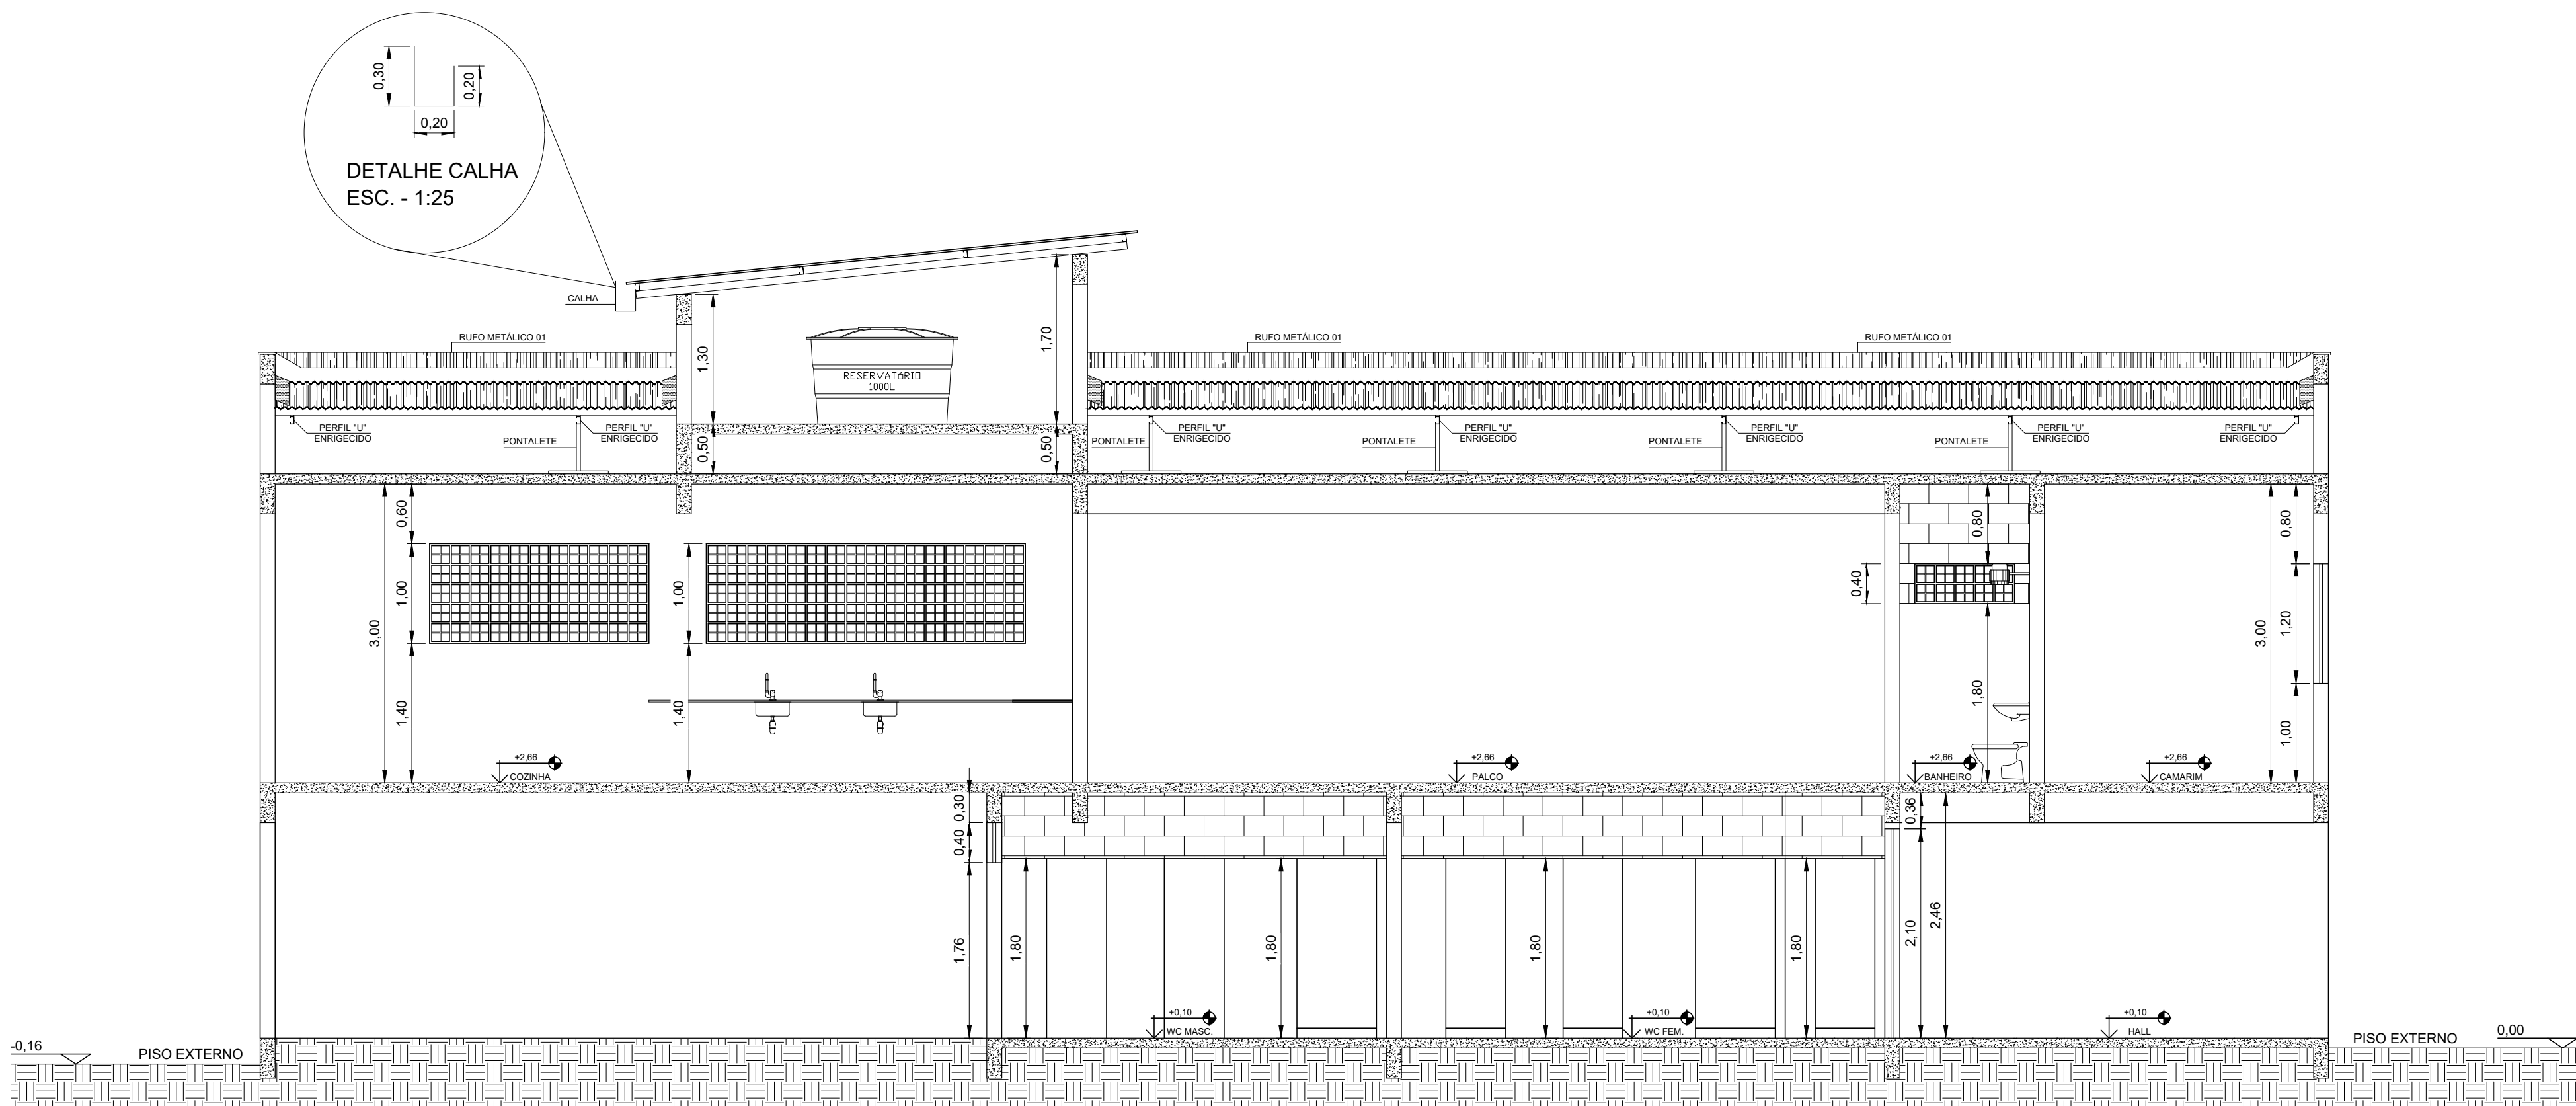 0,30
0,20
0,20
DETALHE CALHA
ESC. - 1:25
CALHA
RUFO METÁLICO 01
RUFO METÁLICO 01
RUFO METÁLICO 01
1,30
1,70
RESERVATóRIO
1000L
PERFIL "U"
ENRIGECIDO
PONTALETE
PERFIL "U"
ENRIGECIDO
0,50
0,50
PONTALETE
PERFIL "U"
ENRIGECIDO
PONTALETE
PERFIL "U"
ENRIGECIDO
PONTALETE
PERFIL "U"
ENRIGECIDO
PONTALETE
PERFIL "U"
ENRIGECIDO
PERFIL "U"
ENRIGECIDO
0,60
1,00
3,00
1,40
1,00
1,40
0,80
0,40
1,80
0,80
1,20
3,00
1,00
+2,66
COZINHA
+2,66
PALCO
+2,66
BANHEIRO
+2,66
CAMARIM
0,30
0,40
1,76
1,80
1,80
1,80
1,80
0,36
2,10
2,46
+0,10
WC MASC.
+0,10
WC FEM.
+0,10
HALL
-0,16
PISO EXTERNO
PISO EXTERNO
0,00